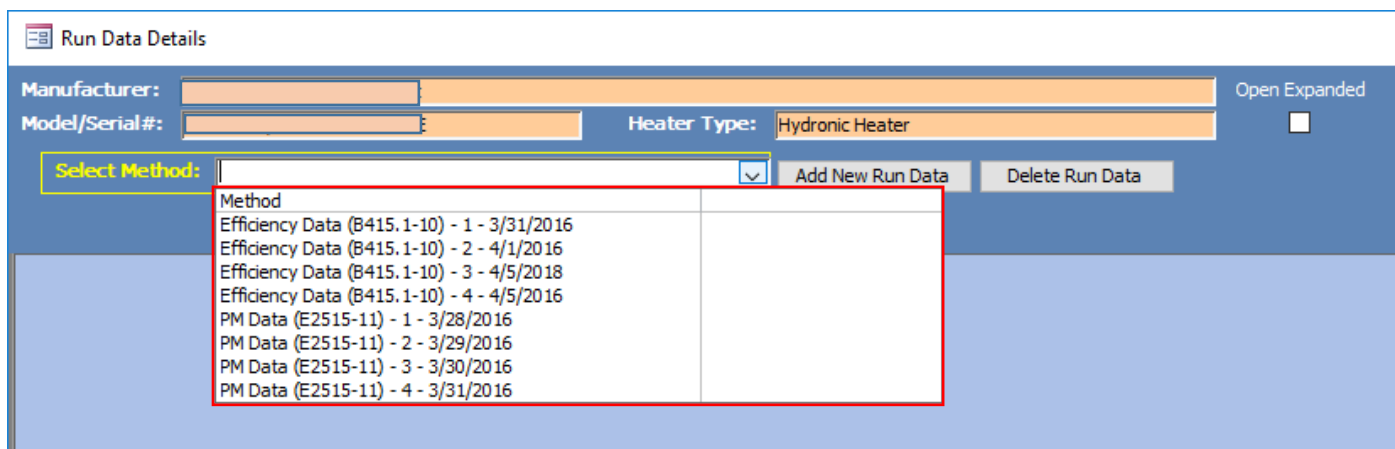 Run Data Details
Manufacturer:
Open Expanded
Model/Serial#: Heater Type: Hydronic Heater
Select Method: Add New Run Data Delete Run Data
Method
Efficiency Data (B415.1-10) - 1 - 3/31/2016
Efficiency Data (B415.1-10) - 2 - 4/1/2016
Efficiency Data (B415.1-10) - 3 - 4/5/2018
Efficiency Data (B415.1-10) - 4 - 4/5/2016
PM Data (E2515-11) - 1 - 3/28/2016
PM Data (E2515-11) - 2 - 3/29/2016
PM Data (E2515-11) - 3 - 3/30/2016
PM Data (E2515-11) - 4 - 3/31/2016